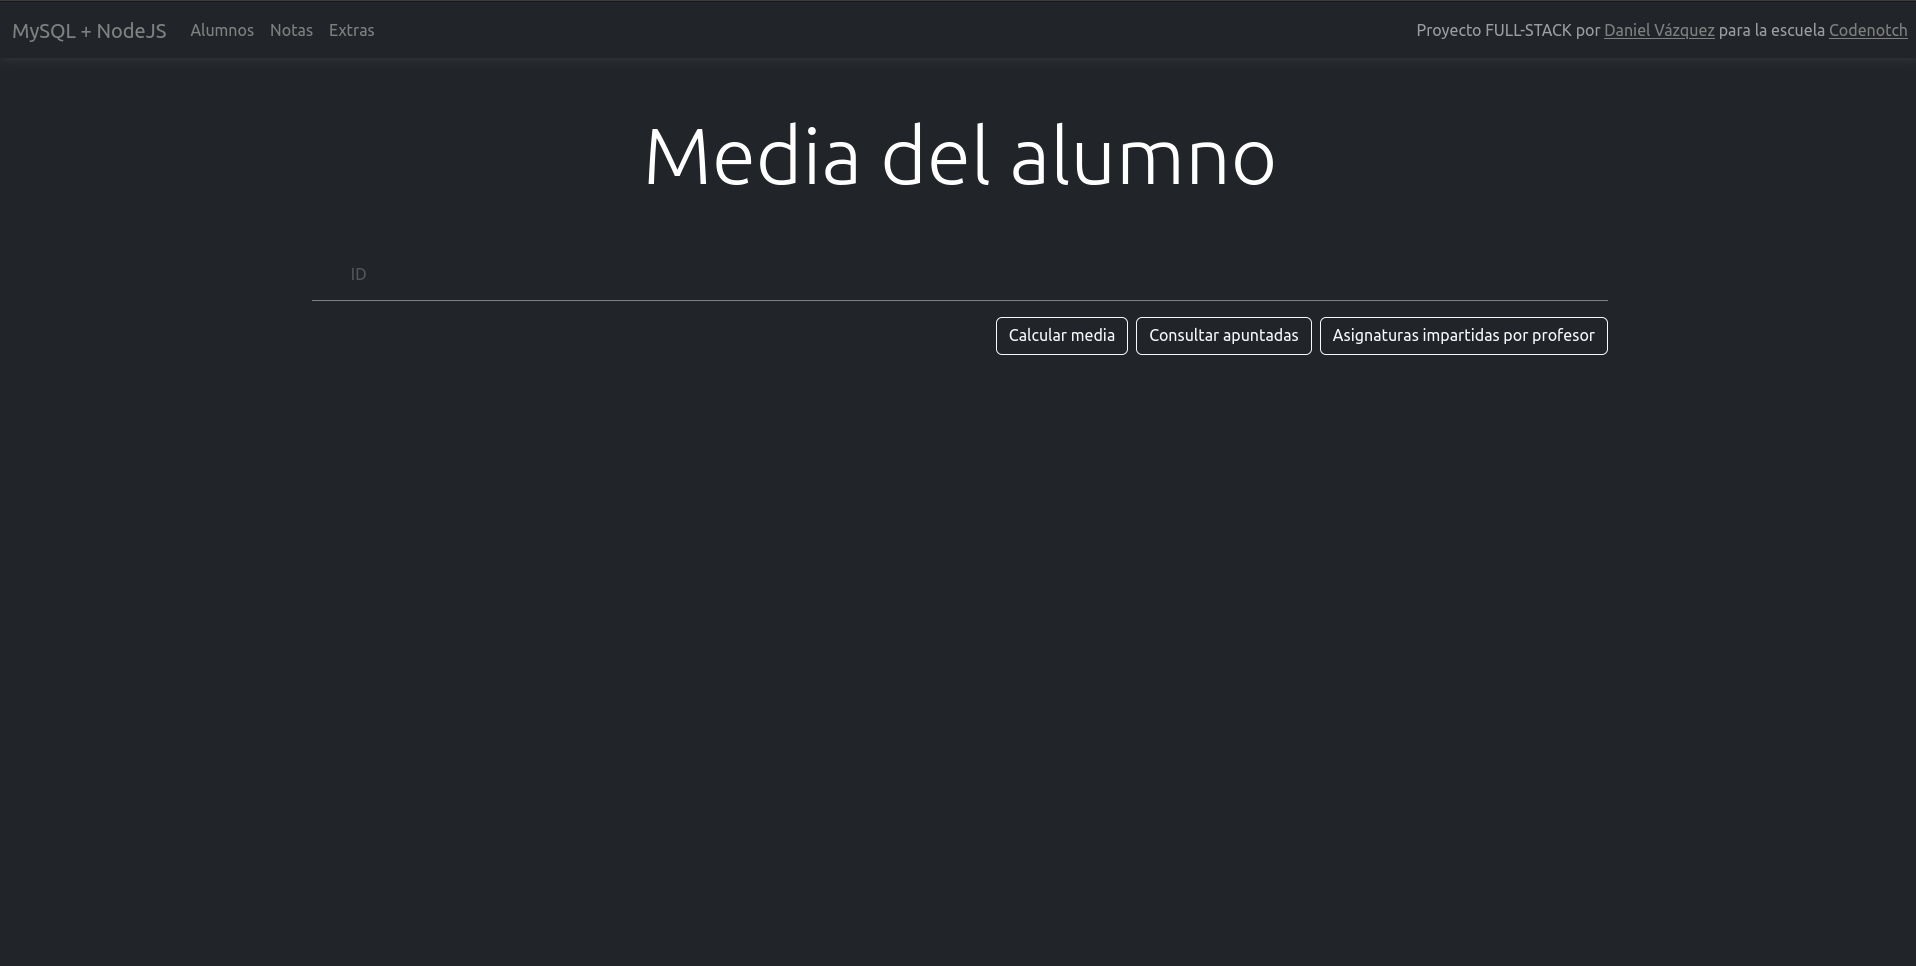 MySQL + NodeJS Alumnos Notas Extras Proyecto FULL-STACK por Daniel Vázquez para la escuela Codenotch
Media del alumno
ID
Calcular media Consultar apuntadas Asignaturas impartidas por profesor